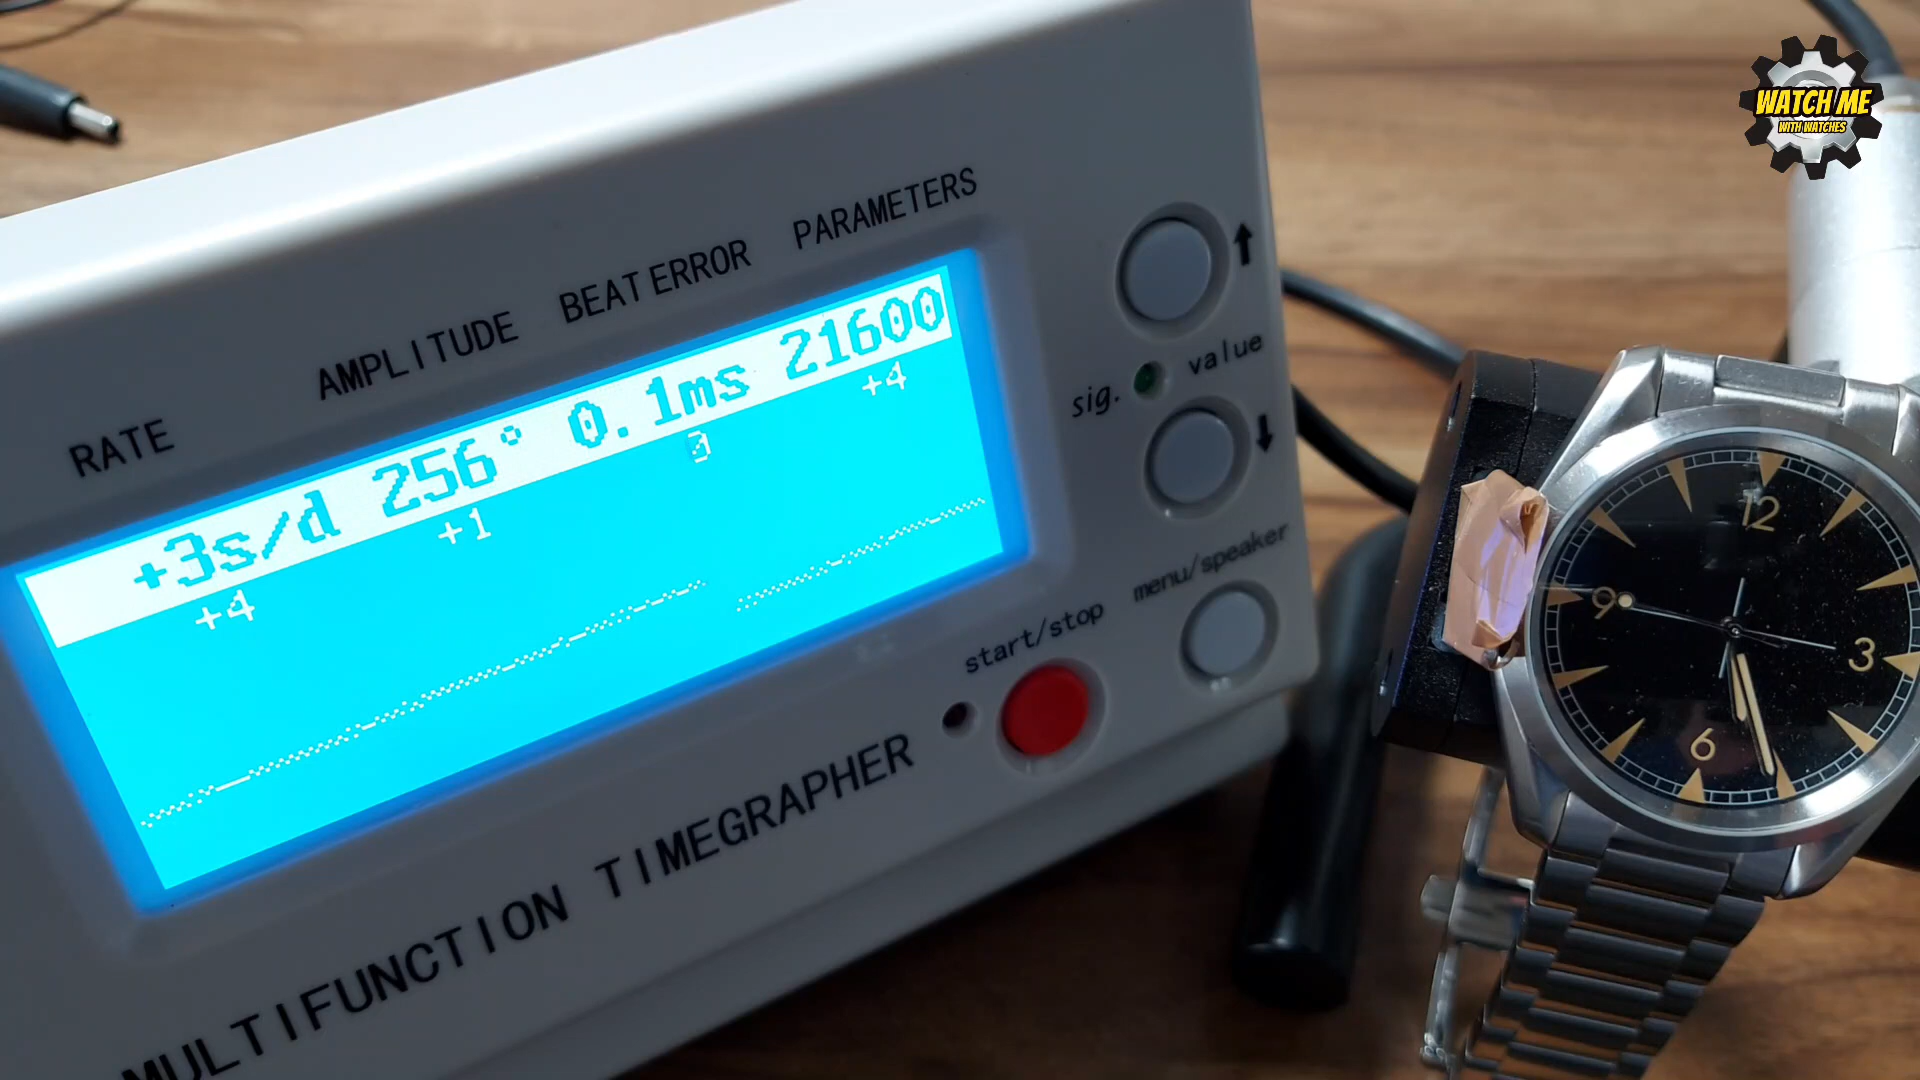 WATCH ME
WITH WATCHES
RATE AMPLITUDE BEAT ERROR PARAMETERS
+3s/d 256° 0.1ms 21600
+4 +1 +4
sig. value
menu/speaker
start/stop
MULTIFUNCTION TIMEGRAPHER
12
9
3
6